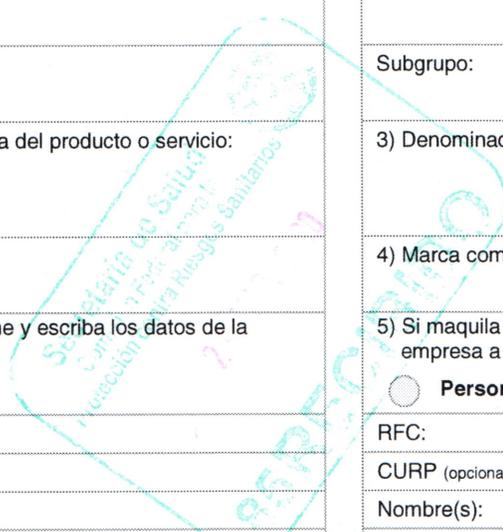 Subgrupo:
a del producto o servicio:
3) Denominac
4) Marca com
e y escriba los datos de la
5) Si maquila
empresa a
Person
RFC:
CURP (opciona
Nombre(s):
Secretaría de Salud
Protección contra Riesgos Sanitarios